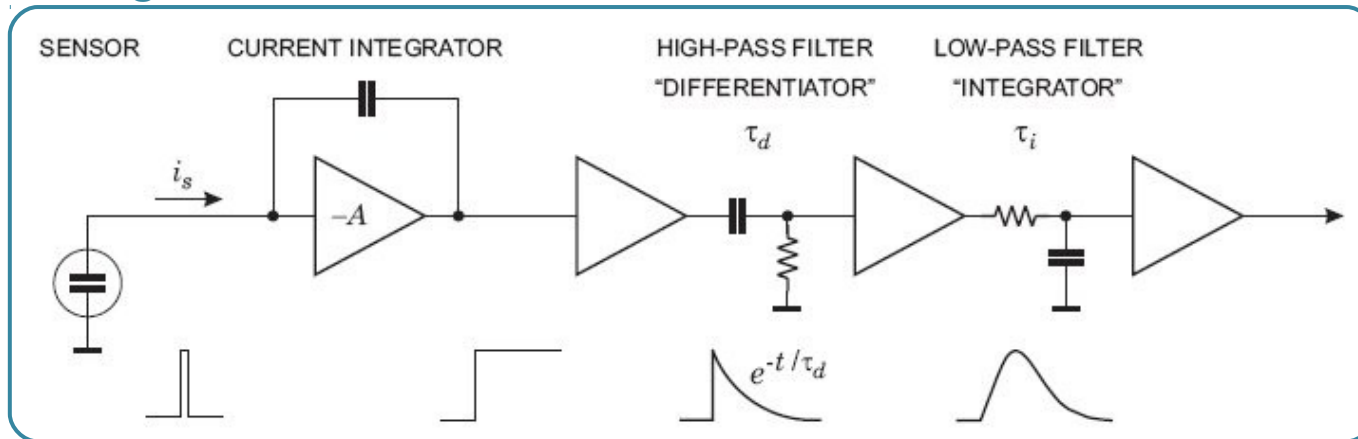 SENSOR
CURRENT INTEGRATOR
HIGH-PASS FILTER
“DIFFERENTIATOR”
LOW-PASS FILTER
“INTEGRATOR”
τd
τi
is
–A
e-t /τd